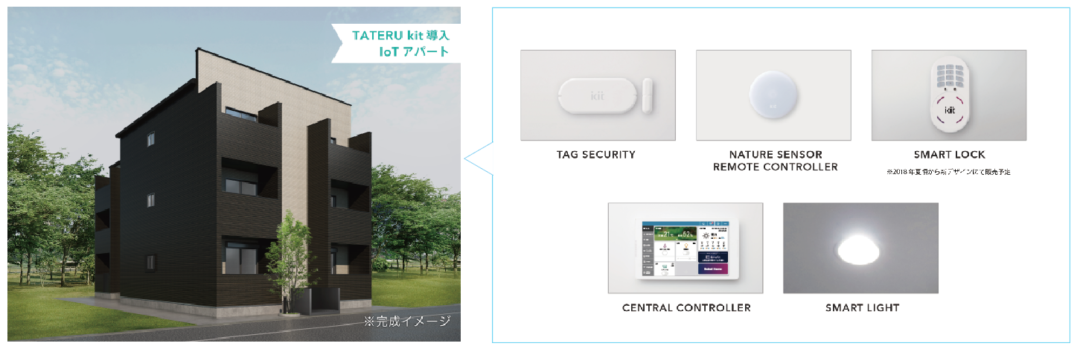 TATERU kit 導入
IoT アパート
※完成イメージ
kit
TAG SECURITY
NATURE SENSOR
REMOTE CONTROLLER
kit
SMART LOCK
※2018年夏頃から新デザインにて販売予定
CENTRAL CONTROLLER
SMART LIGHT